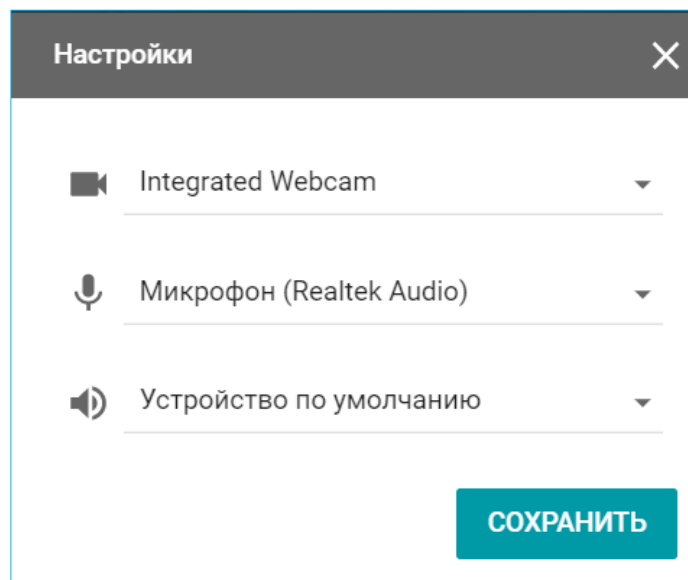 Настройки
Integrated Webcam
Микрофон (Realtek Audio)
Устройство по умолчанию
СОХРАНИТЬ